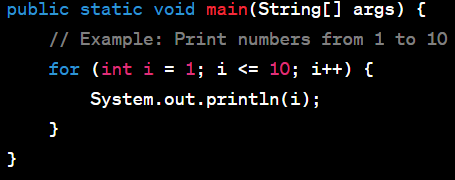 public static void main(String[] args) {
    // Example: Print numbers from 1 to 10
    for (int i = 1; i <= 10; i++) {
        System.out.println(i);
    }
}